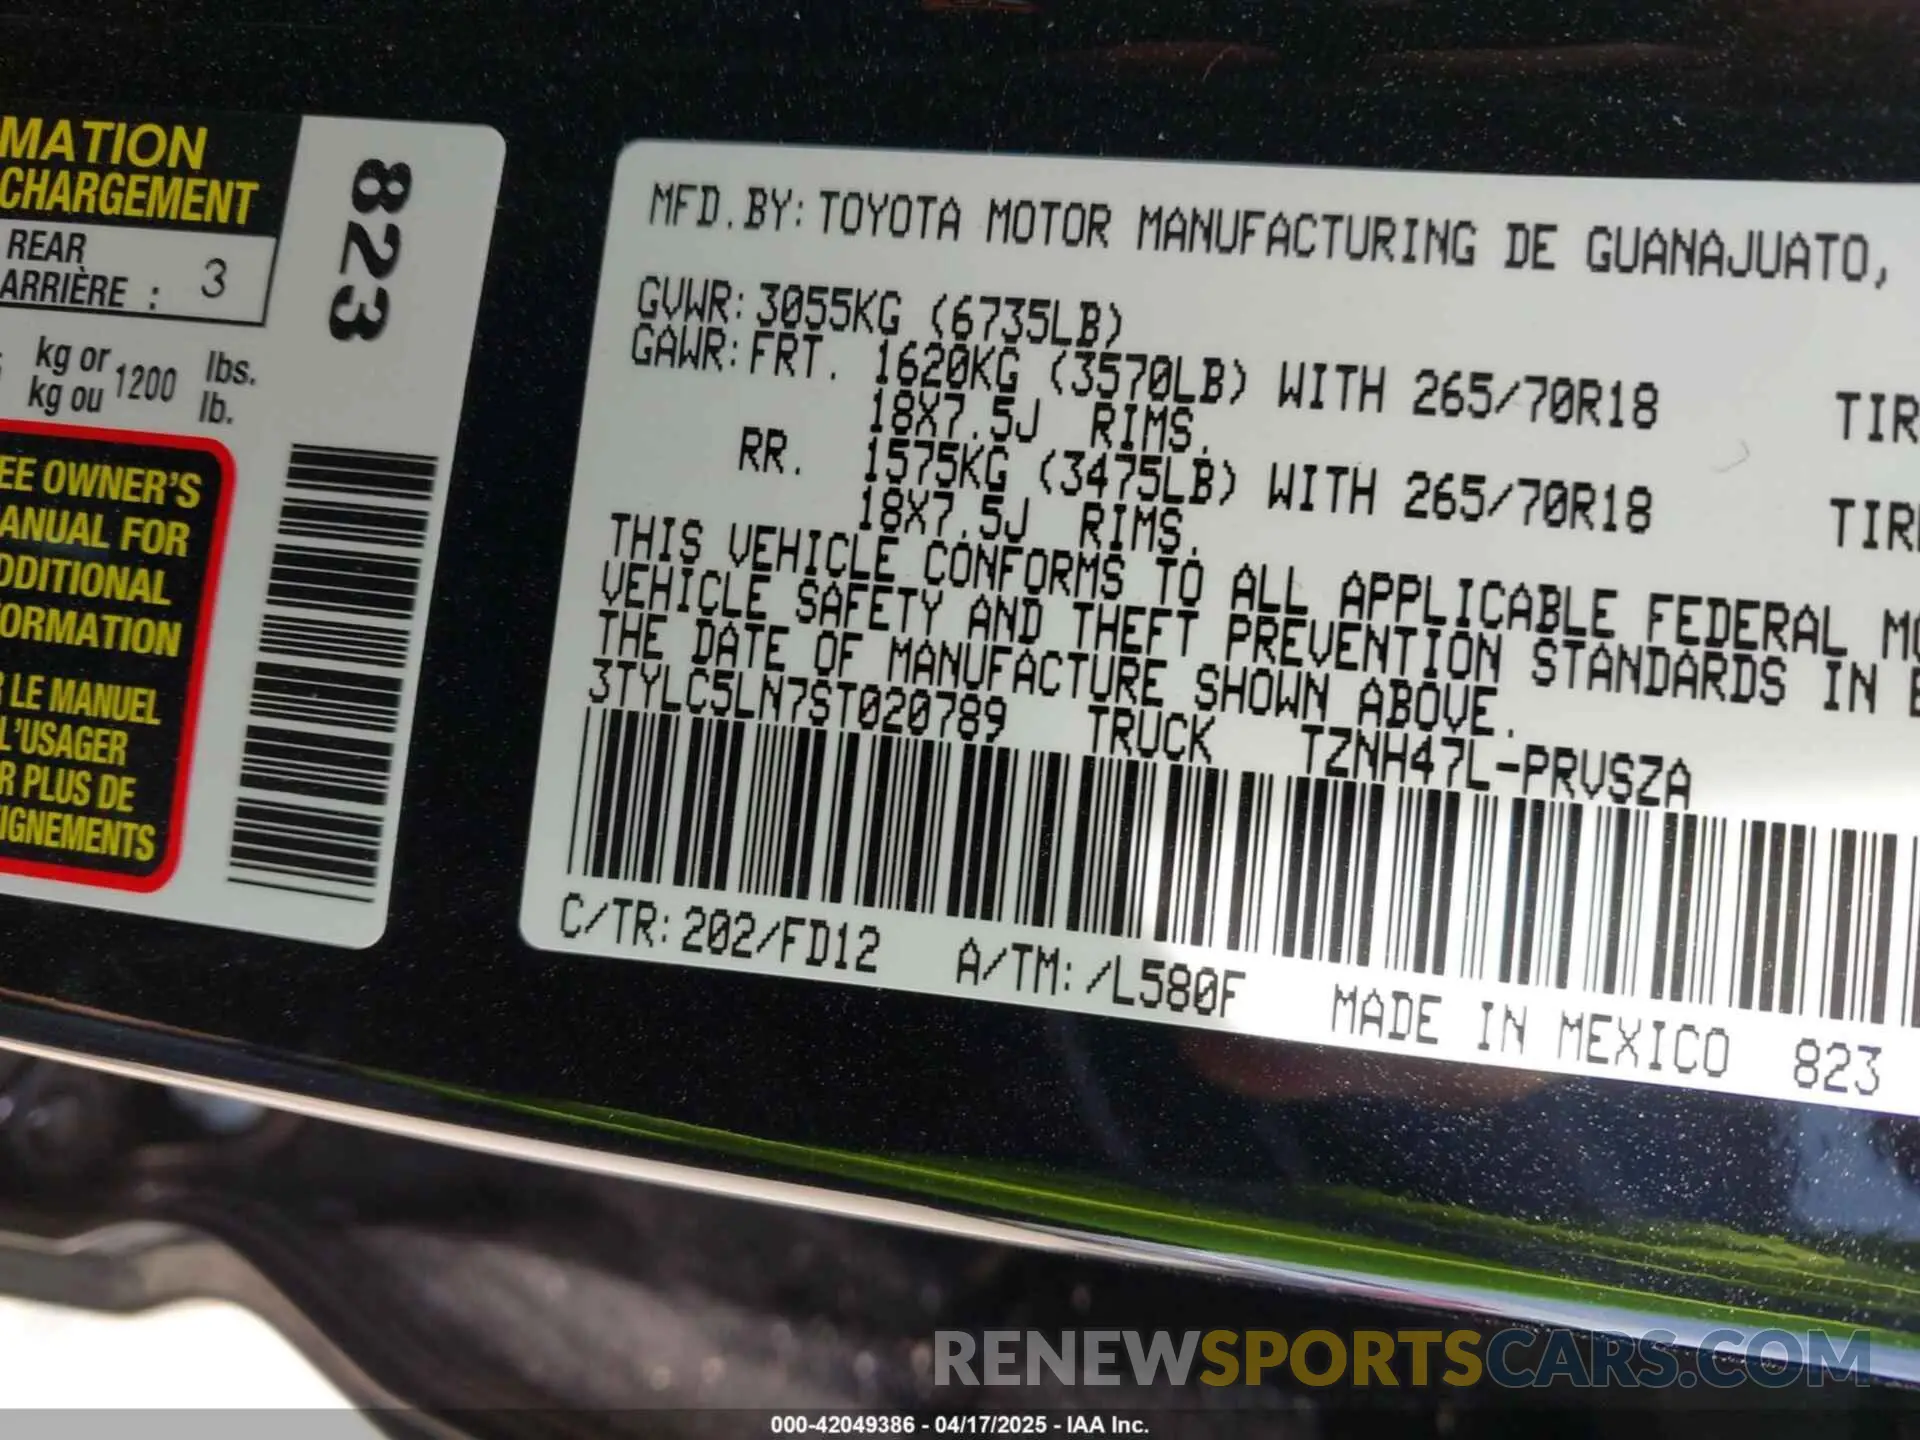 MATION
CHARGEMENT
REAR
ARRIÈRE : 3
kg or 1200 lbs.
kg ou lb.
EE OWNER'S
ANUAL FOR
DDITIONAL
FORMATION
R LE MANUEL
L'USAGER
R PLUS DE
IGNEMENTS
823
MFD.BY:TOYOTA MOTOR MANUFACTURING DE GUANAJUATO,
GVWR:3055KG (6735LB)
GAWR:FRT. 1620KG (3570LB) WITH 265/70R18 TIR
18X7.5J RIMS.
RR. 1575KG (3475LB) WITH 265/70R18 TIR
18X7.5J RIMS.
THIS VEHICLE CONFORMS TO ALL APPLICABLE FEDERAL MO
VEHICLE SAFETY AND THEFT PREVENTION STANDARDS IN E
THE DATE OF MANUFACTURE SHOWN ABOVE.
3TYLC5LN7ST020789 TRUCK TZNH47L-PRVSZA
C/TR:202/FD12 A/TM:/L580F MADE IN MEXICO 823
RENEWSPORTSCARS.COM
000-42049386 - 04/17/2025 - IAA Inc.